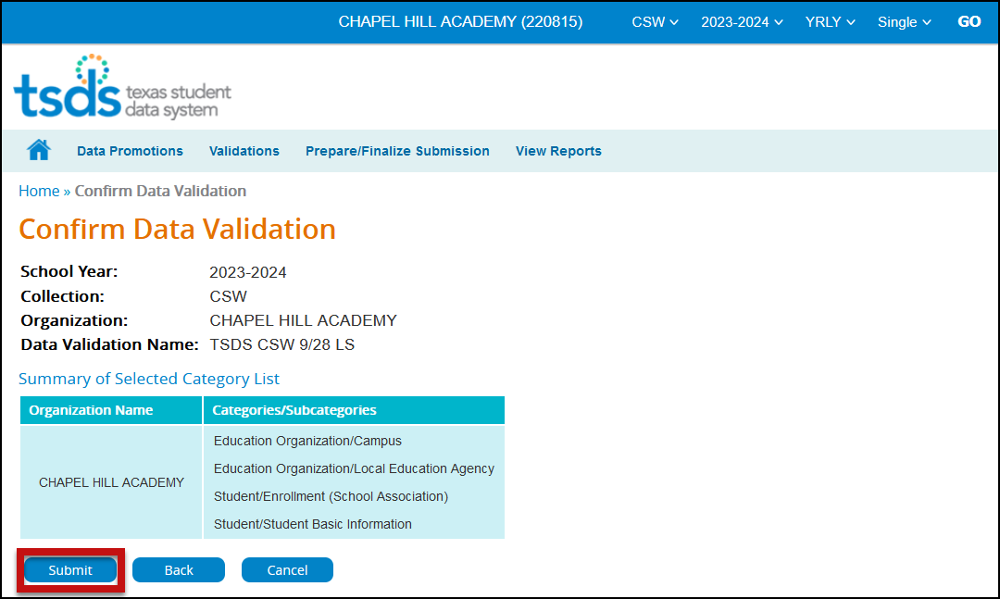 CHAPEL HILL ACADEMY (220815) CSW 2023-2024 YRLY Single GO
tsds texas student
data system
Data Promotions Validations Prepare/Finalize Submission View Reports
Home » Confirm Data Validation
Confirm Data Validation
School Year: 2023-2024
Collection: CSW
Organization: CHAPEL HILL ACADEMY
Data Validation Name: TSDS CSW 9/28 LS
Summary of Selected Category List
Organization Name Categories/Subcategories
CHAPEL HILL ACADEMY
Education Organization/Campus
Education Organization/Local Education Agency
Student/Enrollment (School Association)
Student/Student Basic Information
Submit Back Cancel